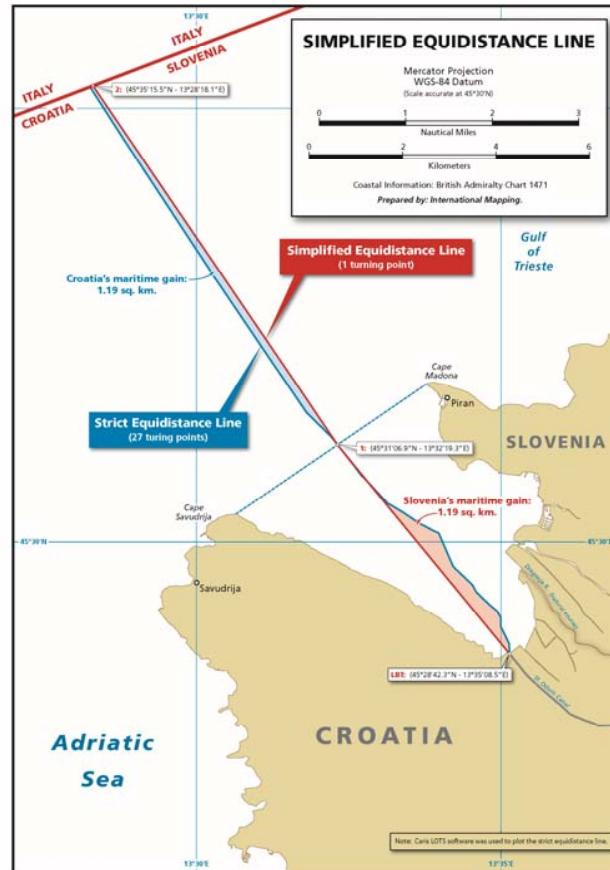 13°30'E
ITALY
SLOVENIA
ITALY
CROATIA
2: (45°35'15.5"N - 13°28'18.1"E)
SIMPLIFIED EQUIDISTANCE LINE
Mercator Projection
WGS-84 Datum
(Scale accurate at 45°30'N)
0 1 2 3
Nautical Miles
0 2 4 6
Kilometers
Coastal Information: British Admiralty Chart 1471
Prepared by: International Mapping.
Gulf
of
Trieste
Simplified Equidistance Line
(1 turning point)
Croatia's maritime gain:
1.19 sq. km.
Cape
Madona
Piran
Strict Equidistance Line
(27 turing points)
SLOVENIA
1: (45°31'06.9"N - 13°32'19.3"E)
Slovenia's maritime gain:
1.19 sq. km.
Cape
Savudrija
45°30'N
45°30'N
Savudrija
Dragonja R.
St. Odorik Canal
LBT: (45°28'42.3"N - 13°35'08.5"E)
CROATIA
Adriatic
Sea
Note: Caris LOTS software was used to plot the strict equidistance line.
13°30'E
13°35'E